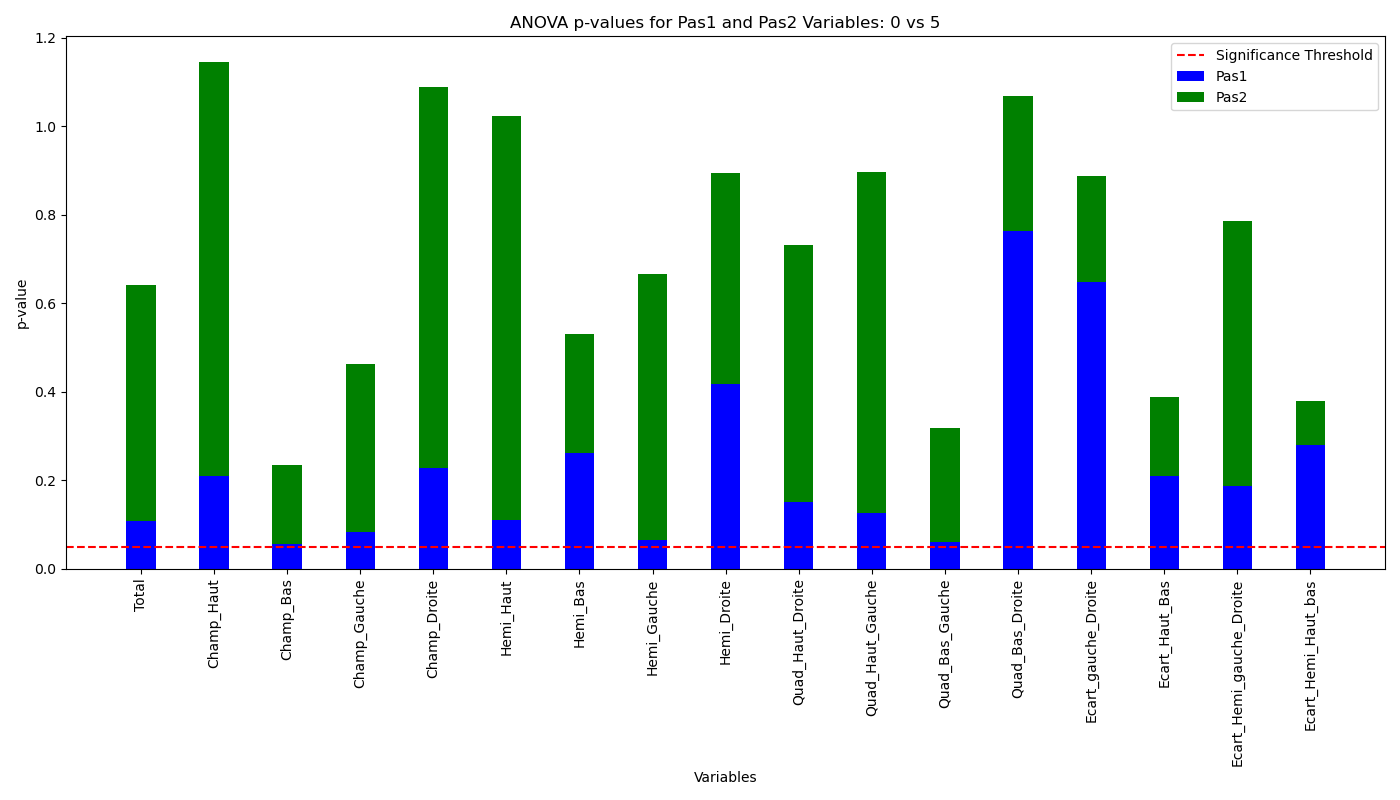 ANOVA p-values for Pas1 and Pas2 Variables: 0 vs 5
Significance Threshold
Pas1
Pas2
p-value
1.2
1.0
0.8
0.6
0.4
0.2
0.0
Total
Champ_Haut
Champ_Bas
Champ_Gauche
Champ_Droite
Hemi_Haut
Hemi_Bas
Hemi_Gauche
Hemi_Droite
Quad_Haut_Droite
Quad_Haut_Gauche
Quad_Bas_Gauche
Quad_Bas_Droite
Ecart_gauche_Droite
Ecart_Haut_Bas
Ecart_Hemi_gauche_Droite
Ecart_Hemi_Haut_bas
Variables